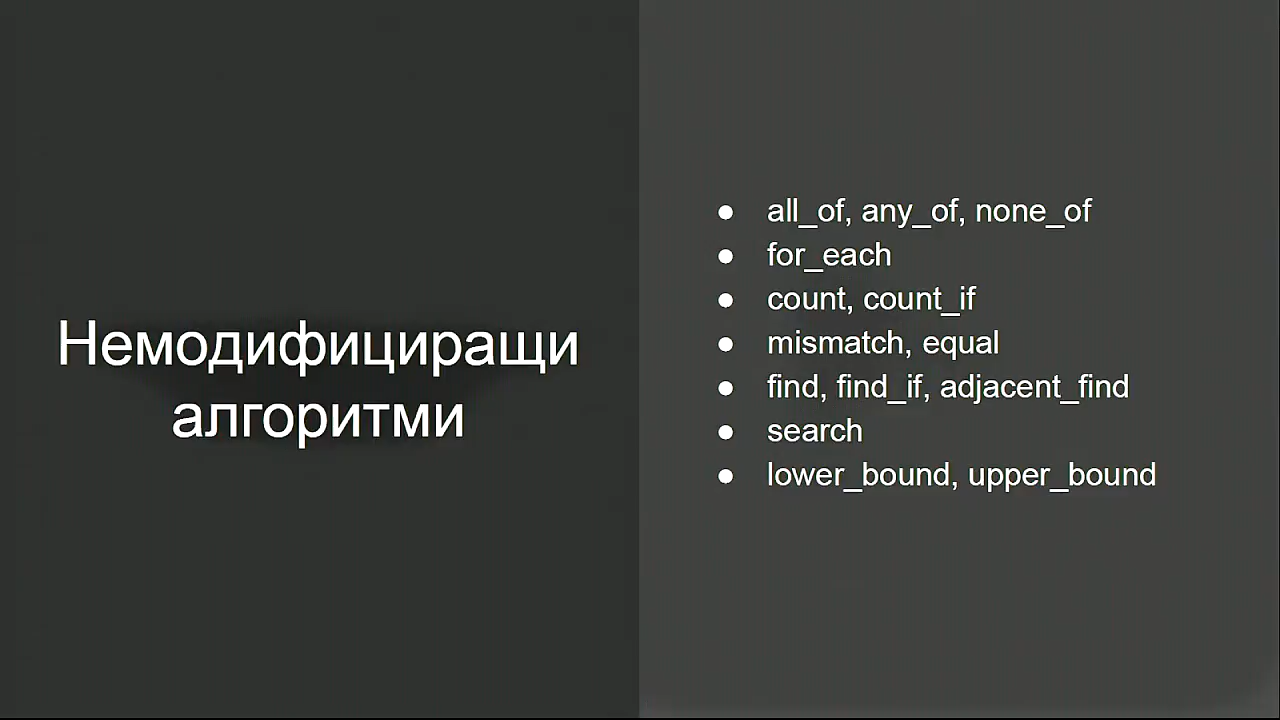 Немодифициращи
алгоритми
● all_of, any_of, none_of
● for_each
● count, count_if
● mismatch, equal
● find, find_if, adjacent_find
● search
● lower_bound, upper_bound